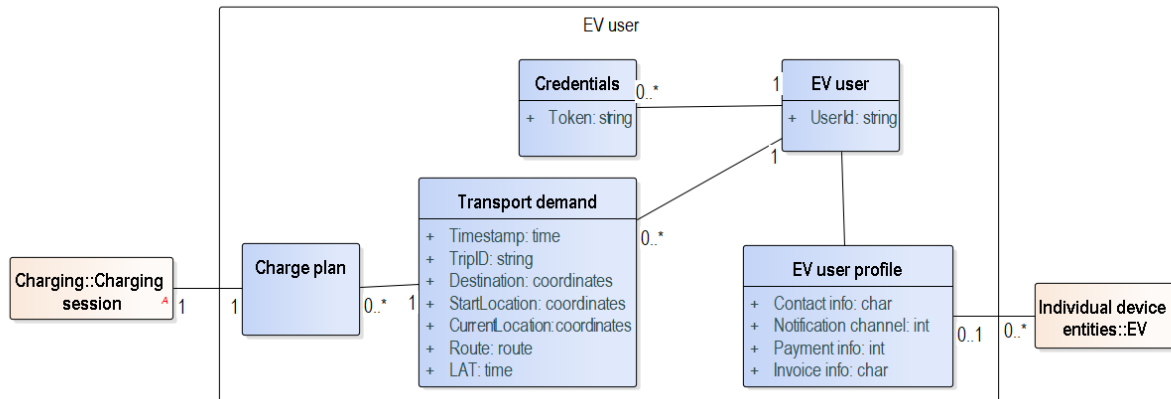 EV user
Credentials
+ Token: string
0..*
1
EV user
+ UserId: string
1
Transport demand
+ Timestamp: time
+ TripID: string
+ Destination: coordinates
+ StartLocation: coordinates
+ CurrentLocation:coordinates
+ Route: route
+ LAT: time
0..*
Charging::Charging
session
A
1
1
Charge plan
0..*
1
EV user profile
+ Contact info: char
+ Notification channel: int
+ Payment info: int
+ Invoice info: char
0..1
0..*
Individual device
entities::EV